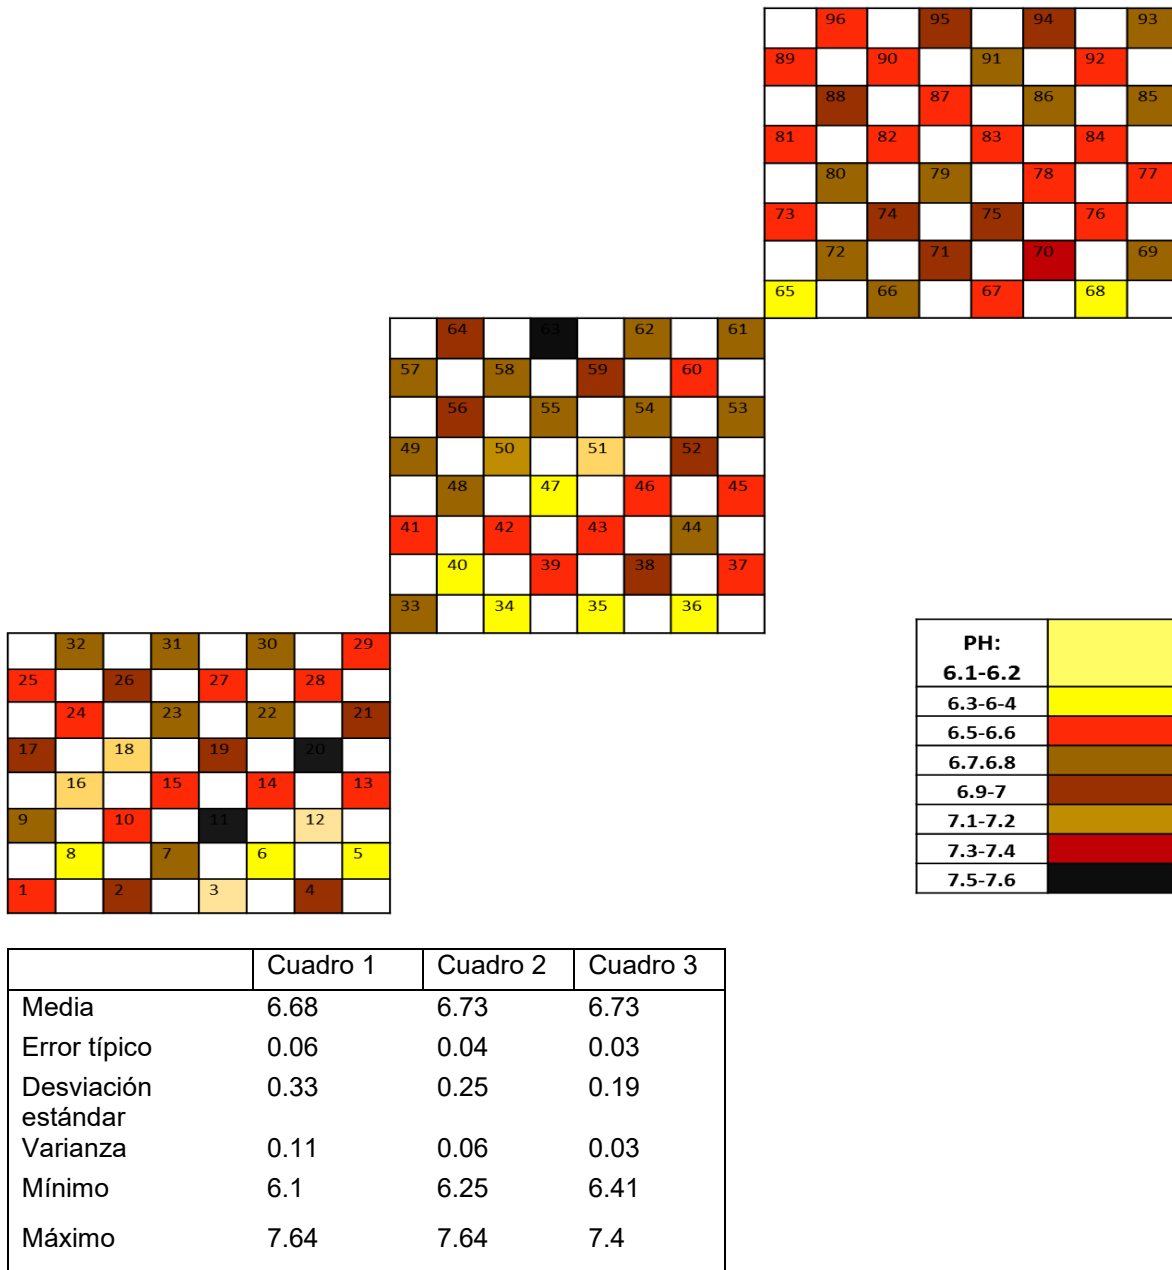 96 95 94 93
89 90 91 92
88 87 86 85
81 82 83 84
80 79 78 77
73 74 75 76
72 71 70 69
65 66 67 68
64 63 62 61
57 58 59 60
56 55 54 53
49 50 51 52
48 47 46 45
41 42 43 44
40 39 38 37
33 34 35 36
32 31 30 29
25 26 27 28
24 23 22 21
17 18 19 20
16 15 14 13
9 10 11 12
8 7 6 5
1 2 3 4
PH:
6.1-6.2
6.3-6-4
6.5-6.6
6.7.6.8
6.9-7
7.1-7.2
7.3-7.4
7.5-7.6
Cuadro 1 Cuadro 2 Cuadro 3
Media 6.68 6.73 6.73
Error típico 0.06 0.04 0.03
Desviación 0.33 0.25 0.19
estándar
Varianza 0.11 0.06 0.03
Mínimo 6.1 6.25 6.41
Máximo 7.64 7.64 7.4